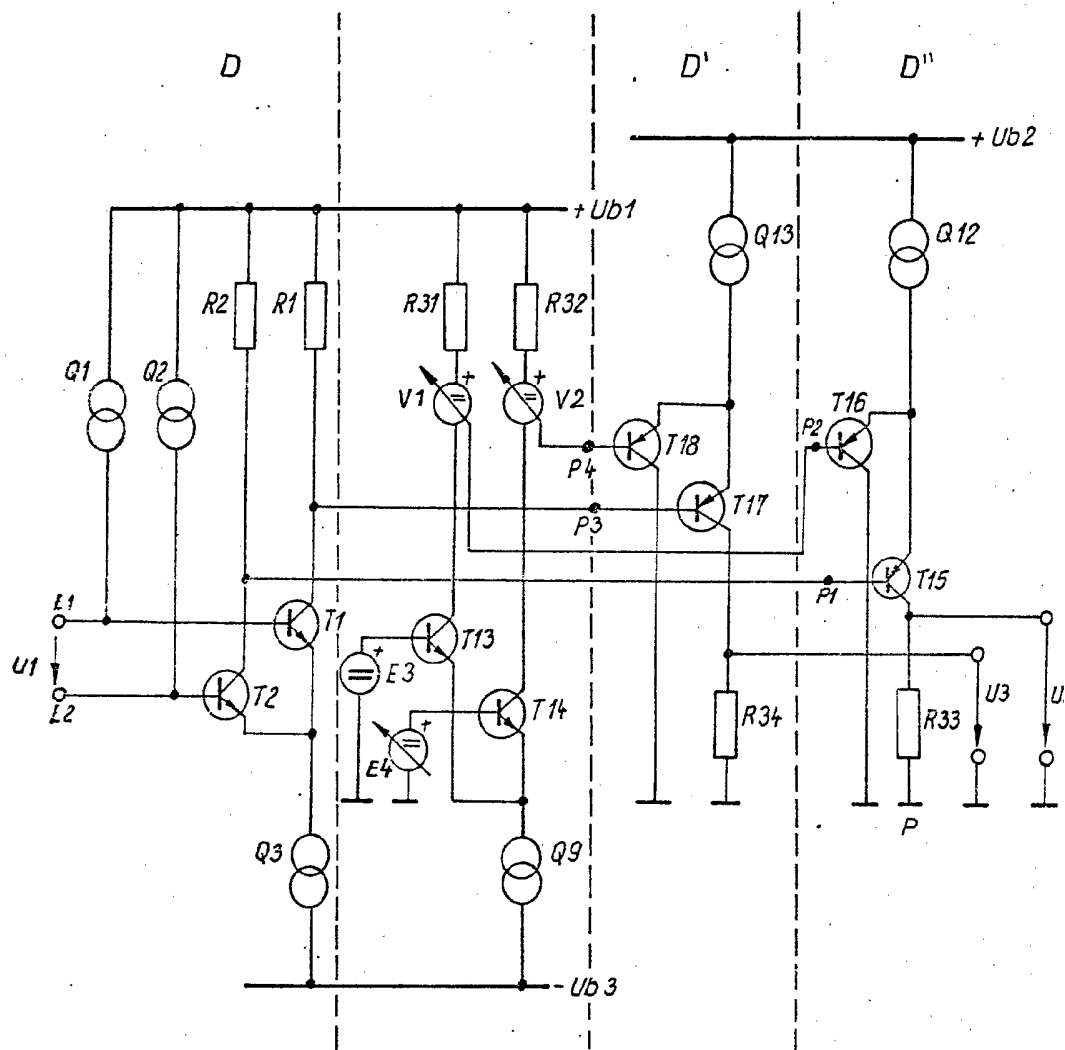 D
D'
D"
+ Ub2
+ Ub1
Q13
Q12
R2
R1
R31
R32
Q1
Q2
+
+
V1
V2
T16
P2
T18
P4
T17
P3
T15
P1
E1
T1
+
T13
U1
E3
U3
E2
T2
+
T14
R34
R33
E4
P
Q3
Q9
- Ub3